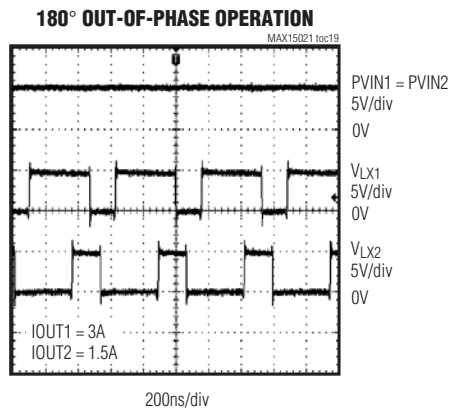 180° OUT-OF-PHASE OPERATION
MAX15021 toc19
T
PVIN1 = PVIN2
5V/div
0V
VLX1
5V/div
0V
VLX2
5V/div
0V
IOUT1 = 3A
IOUT2 = 1.5A
200ns/div